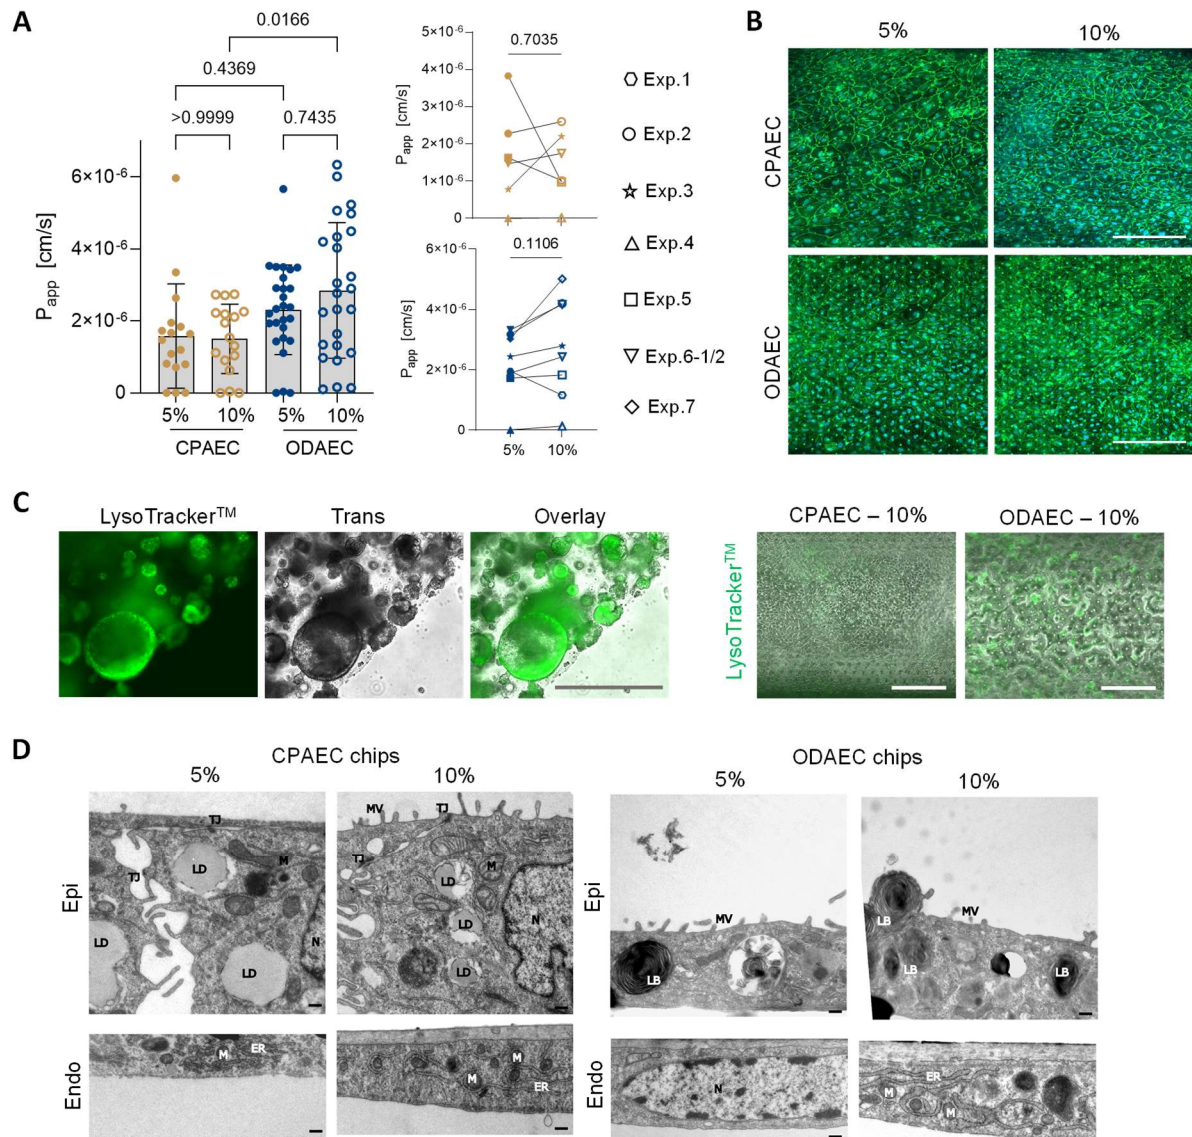 A
0.0166
0.4369
>0.9999
0.7435
Papp [cm/s]
6×10-6
4×10-6
2×10-6
0
5%
10%
5%
10%
CPAEC
ODAEC
0.7035
Papp [cm/s]
5×10-6
4×10-6
3×10-6
2×10-6
1×10-6
0
0.1106
Papp [cm/s]
6×10-6
4×10-6
2×10-6
0
5%
10%
Exp.1
Exp.2
Exp.3
Exp.4
Exp.5
Exp.6-1/2
Exp.7
B
5%
10%
CPAEC
ODAEC
C
LysoTracker™
Trans
Overlay
CPAEC – 10%
ODAEC – 10%
LysoTracker™
D
CPAEC chips
5%
10%
ODAEC chips
5%
10%
Epi
TJ
TJ
LD
M
LD
LD
N
MV
TJ
TJ
LD
M
LD
LD
N
Epi
MV
LB
LB
MV
LB
LB
Endo
M
ER
M
M
ER
Endo
N
ER
M
M